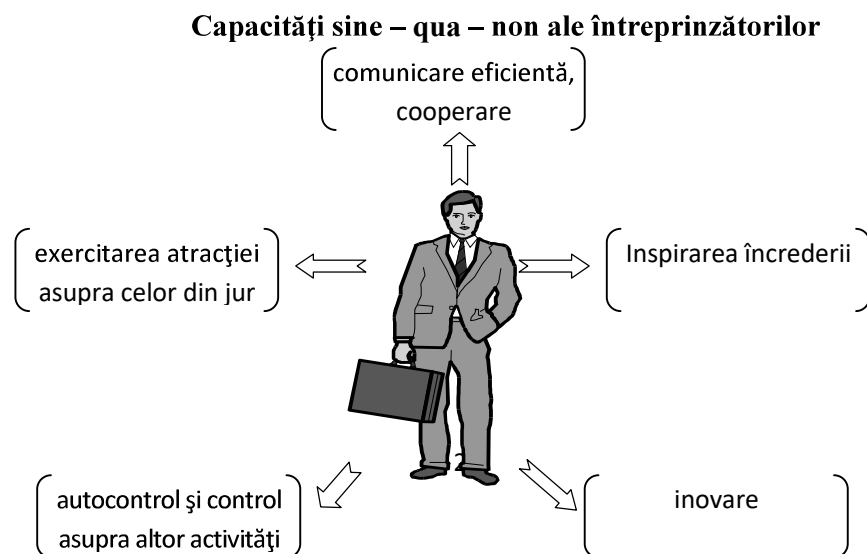 Capacităţi sine – qua – non ale întreprinzătorilor
comunicare eficientă,
cooperare
exercitarea atracţiei
asupra celor din jur
Inspirarea încrederii
autocontrol şi control
asupra altor activităţi
inovare